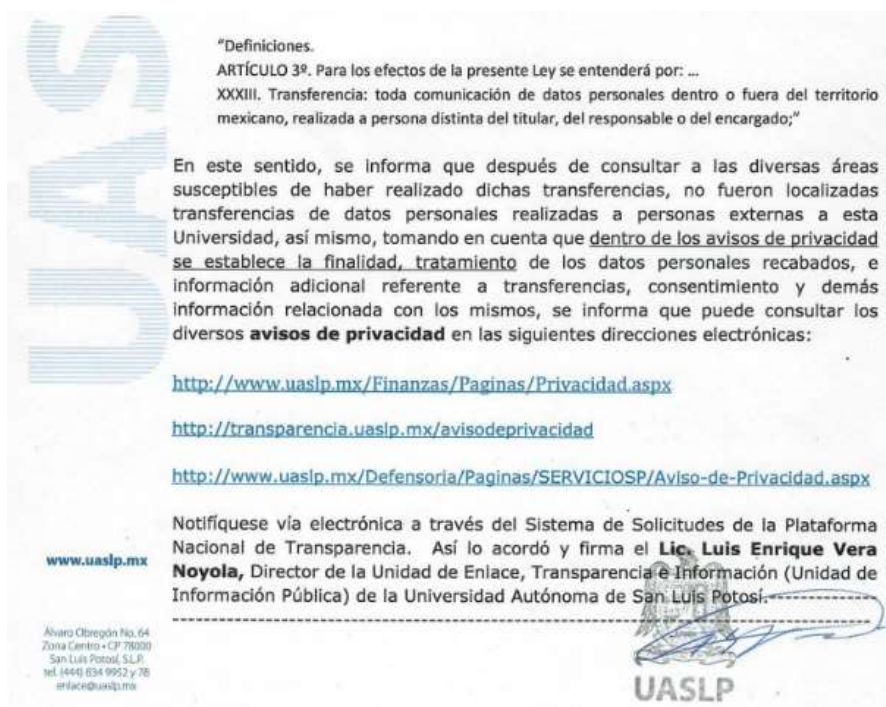 "Definiciones.
ARTÍCULO 3º. Para los efectos de la presente Ley se entenderá por: ...
XXXIII. Transferencia: toda comunicación de datos personales dentro o fuera del territorio
mexicano, realizada a persona distinta del titular, del responsable o del encargado;"
En este sentido, se informa que después de consultar a las diversas áreas
susceptibles de haber realizado dichas transferencias, no fueron localizadas
transferencias de datos personales realizadas a personas externas a esta
Universidad, así mismo, tomando en cuenta que dentro de los avisos de privacidad
se establece la finalidad, tratamiento de los datos personales recabados, e
información adicional referente a transferencias, consentimiento y demás
información relacionada con los mismos, se informa que puede consultar los
diversos avisos de privacidad en las siguientes direcciones electrónicas:
http://www.uaslp.mx/Finanzas/Paginas/Privacidad.aspx
http://transparencia.uaslp.mx/avisodeprivacidad
http://www.uaslp.mx/Defensoria/Paginas/SERVICIOSP/Aviso-de-Privacidad.aspx
Notifíquese vía electrónica a través del Sistema de Solicitudes de la Plataforma
Nacional de Transparencia. Así lo acordó y firma el Lic. Luis Enrique Vera
Noyola, Director de la Unidad de Enlace, Transparencia e Información (Unidad de
Información Pública) de la Universidad Autónoma de San Luis Potosí.------------
UAS
www.uaslp.mx
Álvaro Obregón No. 64
Zona Centro • CP 78000
San Luis Potosí, S.L.P.
tel. (444) 834 9952 y 78
enlace@uaslp.mx
UASLP